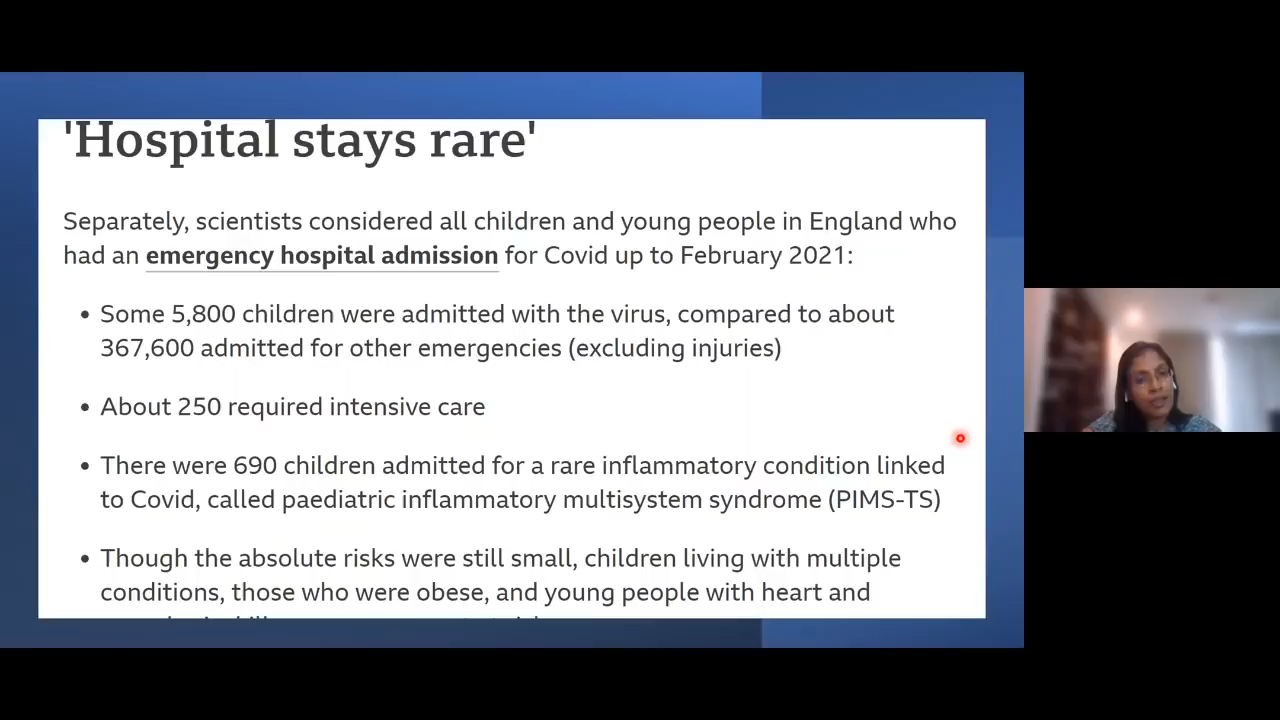 'Hospital stays rare'
Separately, scientists considered all children and young people in England who
had an emergency hospital admission for Covid up to February 2021:
• Some 5,800 children were admitted with the virus, compared to about
367,600 admitted for other emergencies (excluding injuries)
• About 250 required intensive care
• There were 690 children admitted for a rare inflammatory condition linked
to Covid, called paediatric inflammatory multisystem syndrome (PIMS-TS)
• Though the absolute risks were still small, children living with multiple
conditions, those who were obese, and young people with heart and